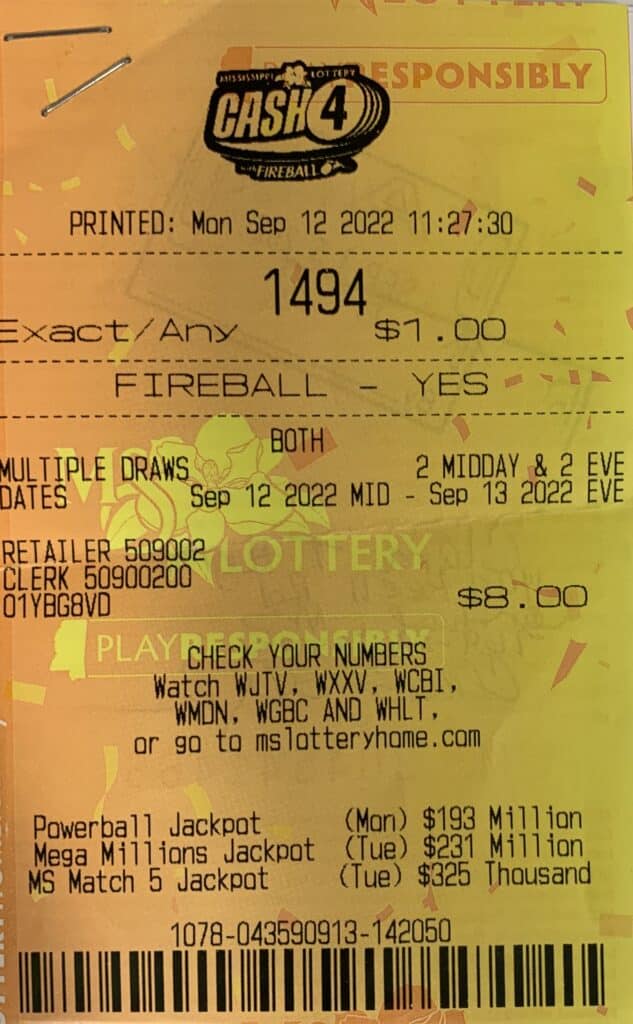 LOTTERY
PLAY RESPONSIBLY
MISSISSIPPI LOTTERY
CASH 4
with FIREBALL
PRINTED: Mon Sep 12 2022 11:27:30
1494
Exact/Any $1.00
FIREBALL - YES
BOTH
MULTIPLE DRAWS 2 MIDDAY & 2 EVE
DATES Sep 12 2022 MID - Sep 13 2022 EVE
MS
LOTTERY
RETAILER 509002
CLERK 50900200
01YBG8VD
$8.00
PLAY RESPONSIBLY
CHECK YOUR NUMBERS
Watch WJTV, WXXV, WCBI,
WMDN, WGBC AND WHLT,
or go to mslotteryhome.com
Powerball Jackpot (Mon) $193 Million
Mega Millions Jackpot (Tue) $231 Million
MS Match 5 Jackpot (Tue) $325 Thousand
1078-043590913-142050